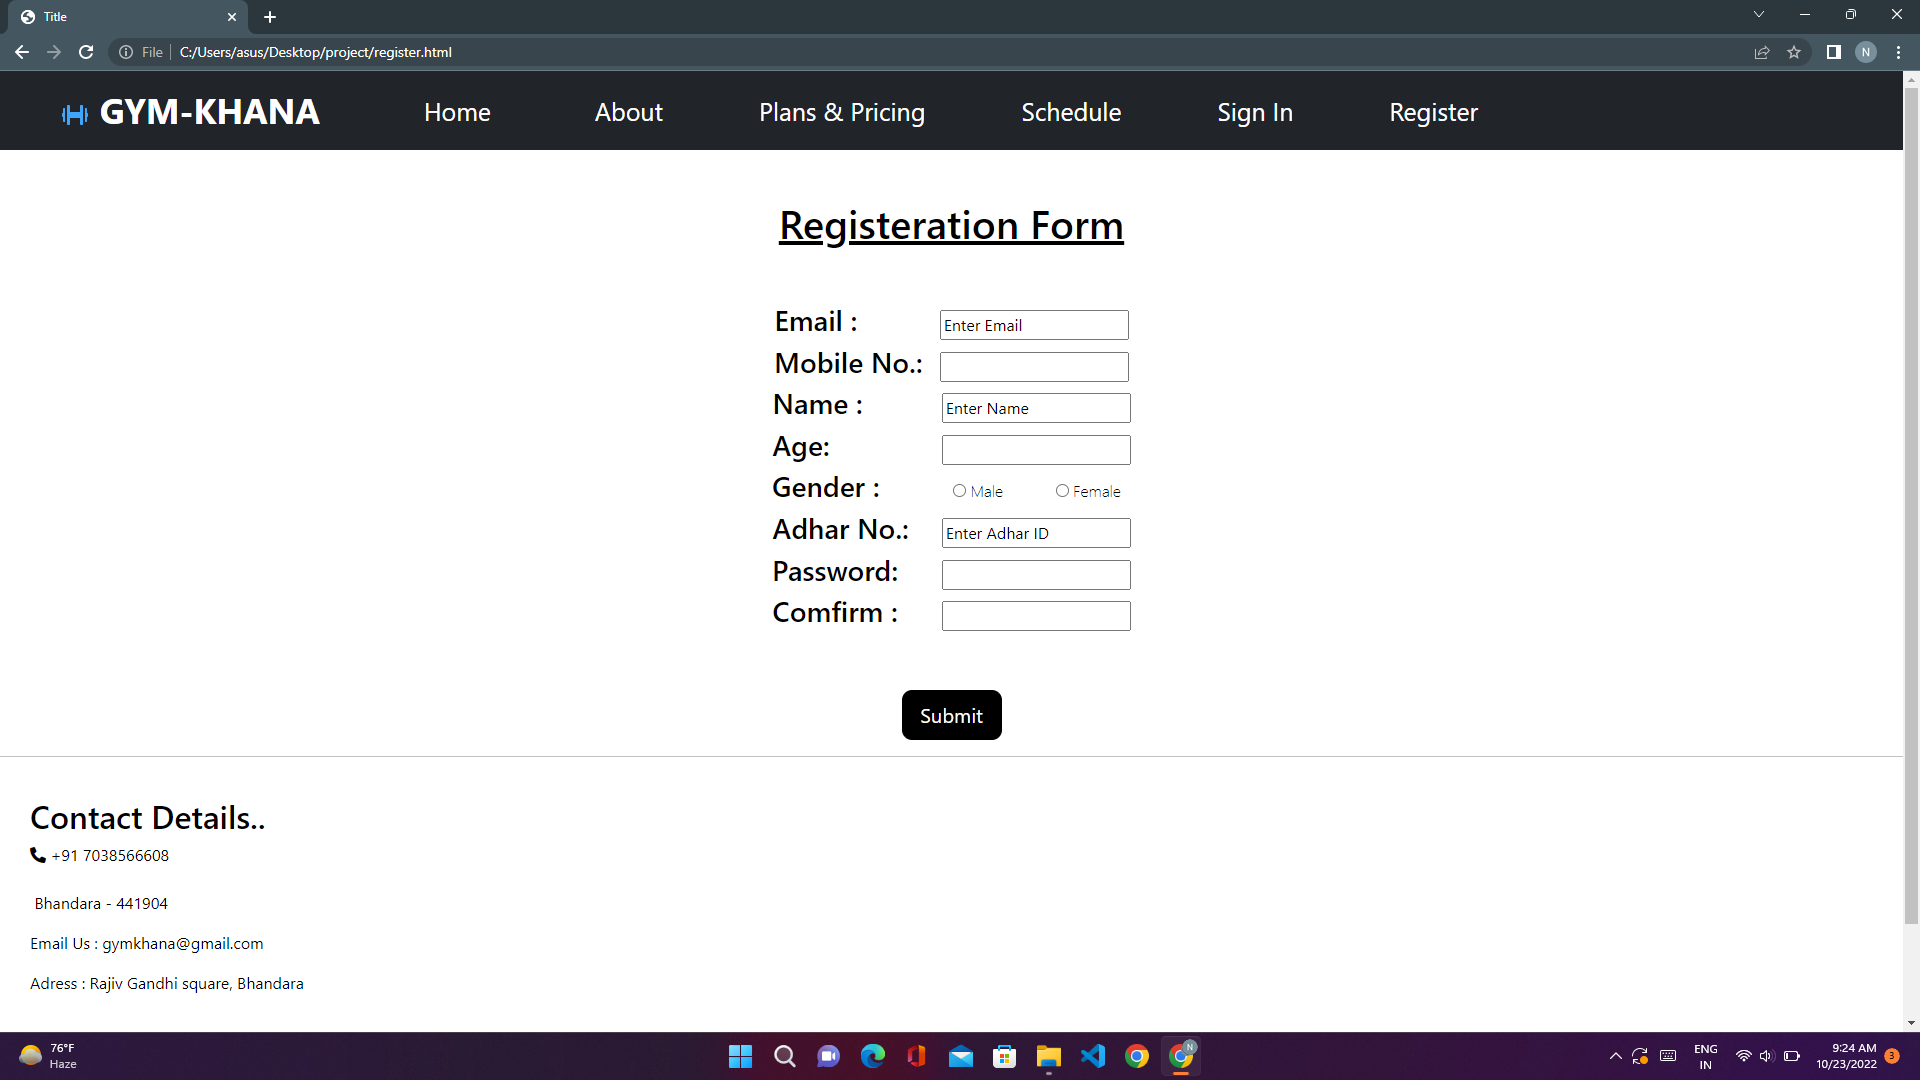 Title
File C:/Users/asus/Desktop/project/register.html
N
GYM-KHANA Home About Plans & Pricing Schedule Sign In Register
Registeration Form
Email : Enter Email
Mobile No.:
Name : Enter Name
Age:
Gender : Male Female
Adhar No.: Enter Adhar ID
Password:
Comfirm :
Submit
Contact Details..
+91 7038566608
Bhandara - 441904
Email Us : gymkhana@gmail.com
Adress : Rajiv Gandhi square, Bhandara
76°F
Haze
N
ENG
IN
9:24 AM
10/23/2022
3